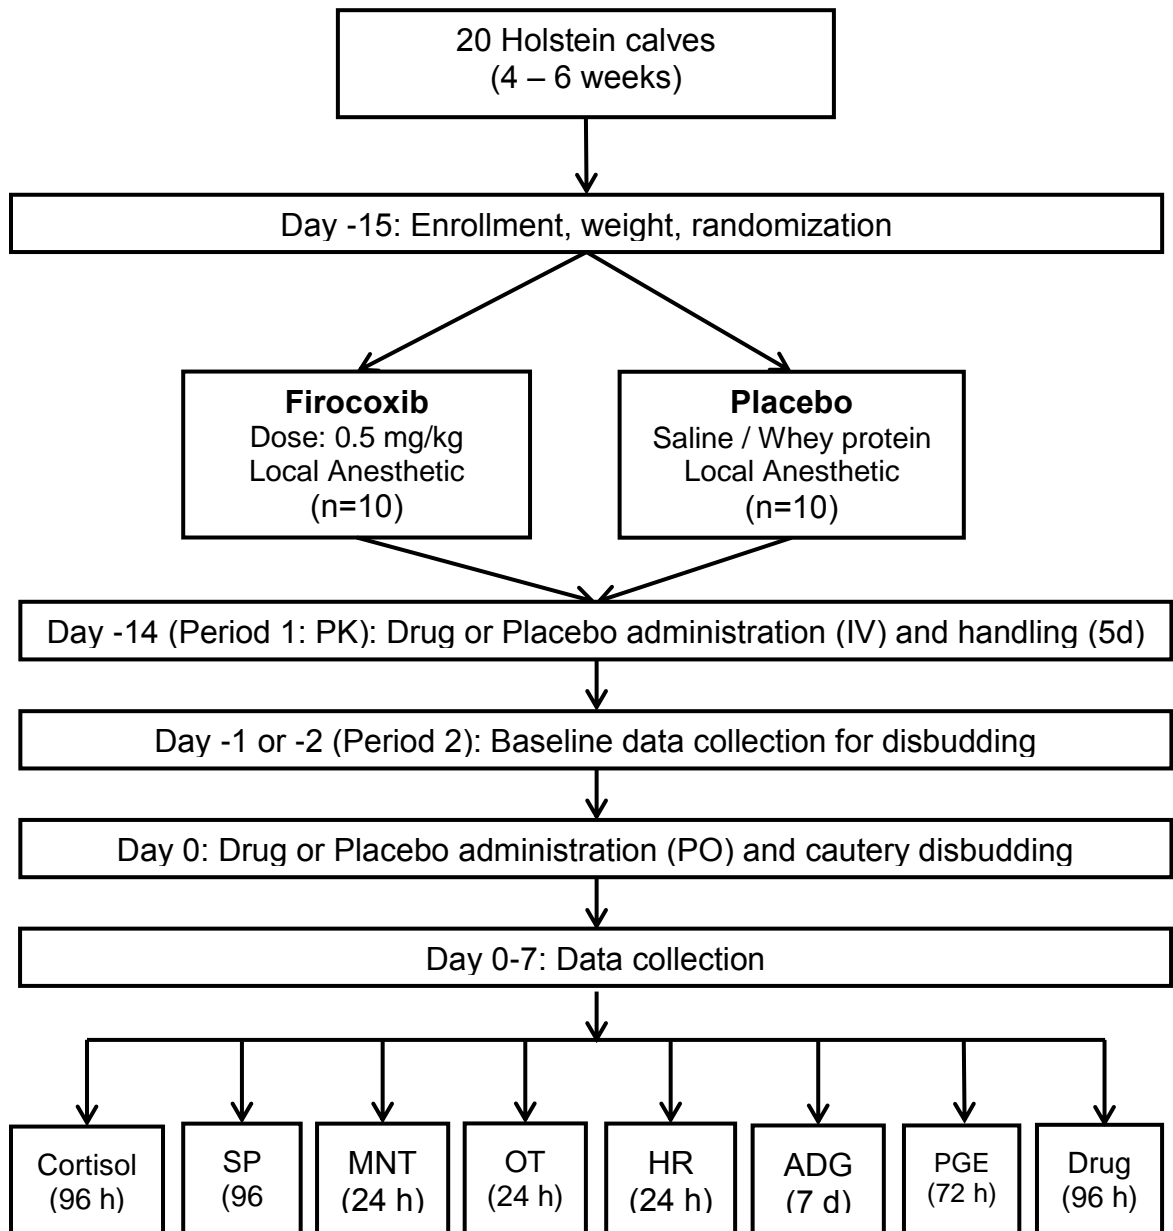 20 Holstein calves
(4 – 6 weeks)
Day -15: Enrollment, weight, randomization
Firocoxib
Dose: 0.5 mg/kg
Local Anesthetic
(n=10)
Placebo
Saline / Whey protein
Local Anesthetic
(n=10)
Day -14 (Period 1: PK): Drug or Placebo administration (IV) and handling (5d)
Day -1 or -2 (Period 2): Baseline data collection for disbudding
Day 0: Drug or Placebo administration (PO) and cautery disbudding
Day 0-7: Data collection
Cortisol
(96 h)
SP
(96
MNT
(24 h)
OT
(24 h)
HR
(24 h)
ADG
(7 d)
PGE
(72 h)
Drug
(96 h)